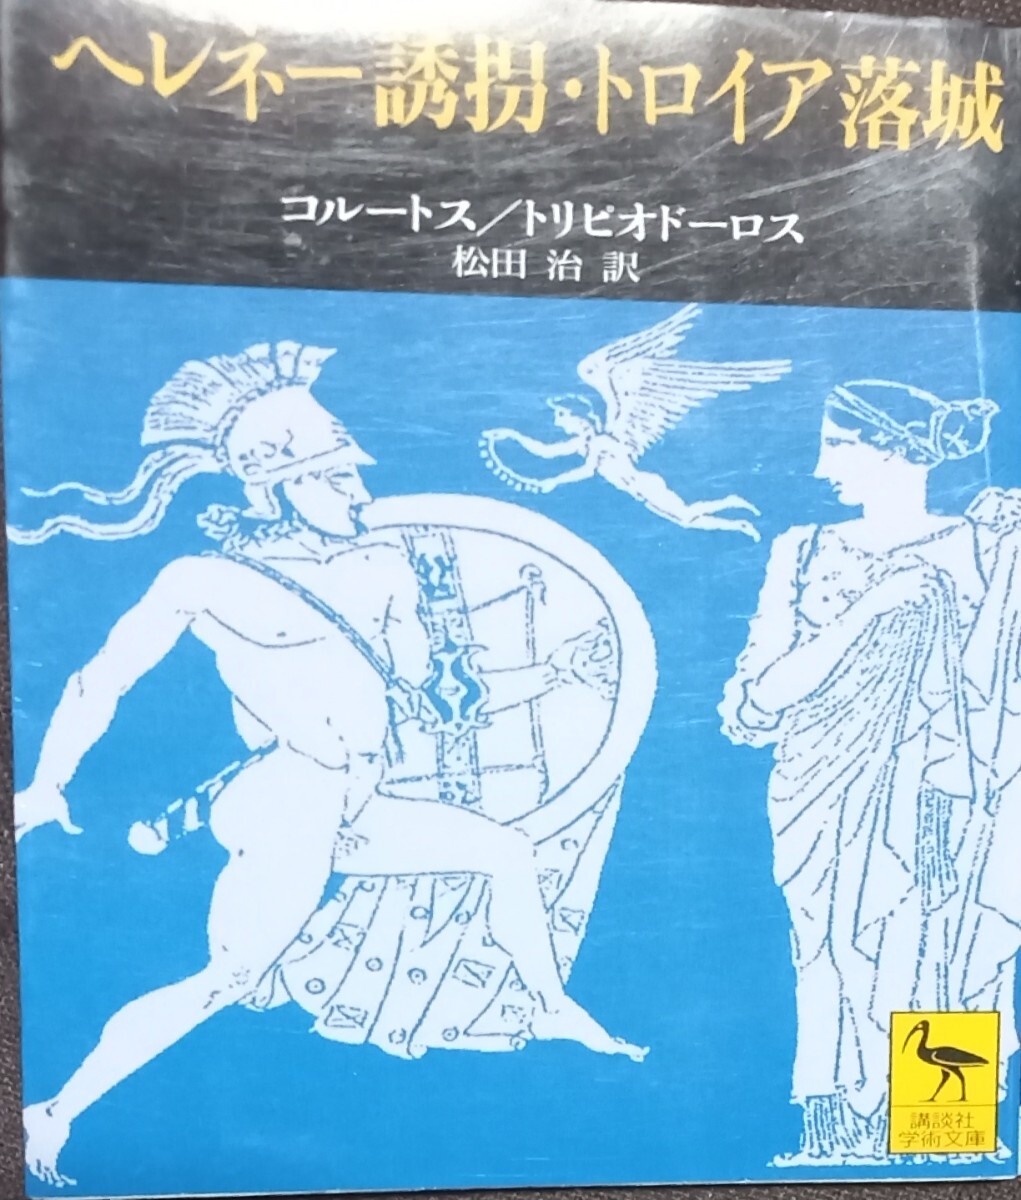 ヘレネー誘拐・トロイア落城
コルートス／トリピオドーロス
松田 治 訳
講談社
学術文庫